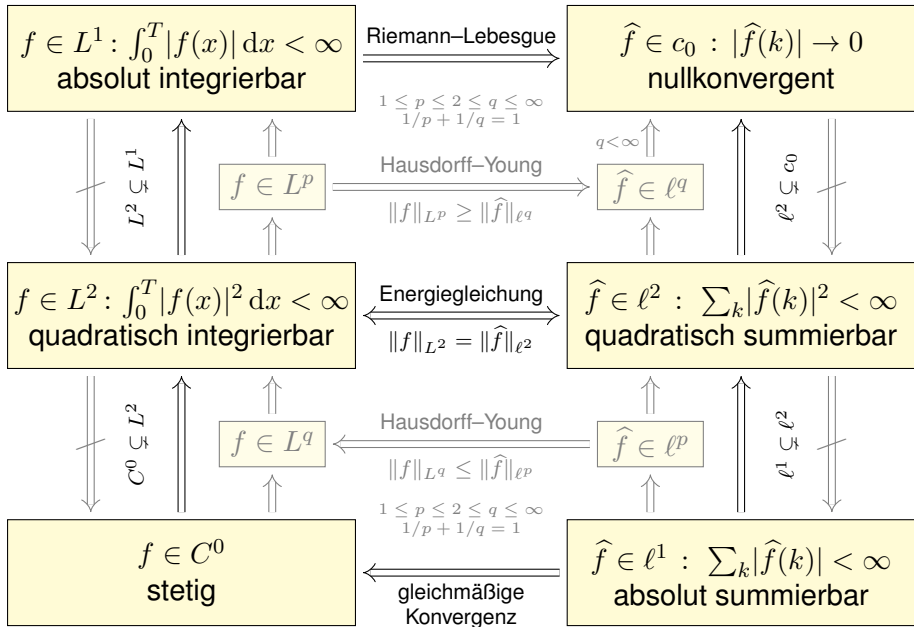 f ∈ L¹ : ∫₀ᵀ |f(x)| dx < ∞
absolut integrierbar
Riemann–Lebesgue
f̂ ∈ c₀ : |f̂(k)| → 0
nullkonvergent
1 ≤ p ≤ 2 ≤ q ≤ ∞
1/p + 1/q = 1
L² ⊊ L¹
f ∈ Lᵖ
Hausdorff–Young
‖f‖_{Lᵖ} ≥ ‖f̂‖_{ℓ^q}
q<∞
f̂ ∈ ℓ^q
ℓ² ⊊ c₀
f ∈ L² : ∫₀ᵀ |f(x)|² dx < ∞
quadratisch integrierbar
Energiegleichung
‖f‖_{L²} = ‖f̂‖_{ℓ²}
f̂ ∈ ℓ² : ∑ₖ|f̂(k)|² < ∞
quadratisch summierbar
C⁰ ⊊ L²
f ∈ L^q
Hausdorff–Young
‖f‖_{L^q} ≤ ‖f̂‖_{ℓᵖ}
1 ≤ p ≤ 2 ≤ q ≤ ∞
1/p + 1/q = 1
f̂ ∈ ℓᵖ
ℓ¹ ⊊ ℓ²
f ∈ C⁰
stetig
gleichmäßige
Konvergenz
f̂ ∈ ℓ¹ : ∑ₖ|f̂(k)| < ∞
absolut summierbar